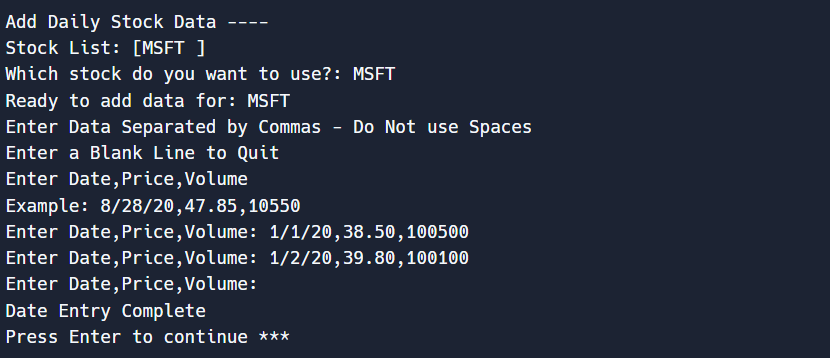 Add Daily Stock Data ----
Stock List: [MSFT ]
Which stock do you want to use?: MSFT
Ready to add data for: MSFT
Enter Data Separated by Commas - Do Not use Spaces
Enter a Blank Line to Quit
Enter Date,Price,Volume
Example: 8/28/20,47.85,10550
Enter Date,Price,Volume: 1/1/20,38.50,100500
Enter Date,Price,Volume: 1/2/20,39.80,100100
Enter Date,Price,Volume:
Date Entry Complete
Press Enter to continue ***